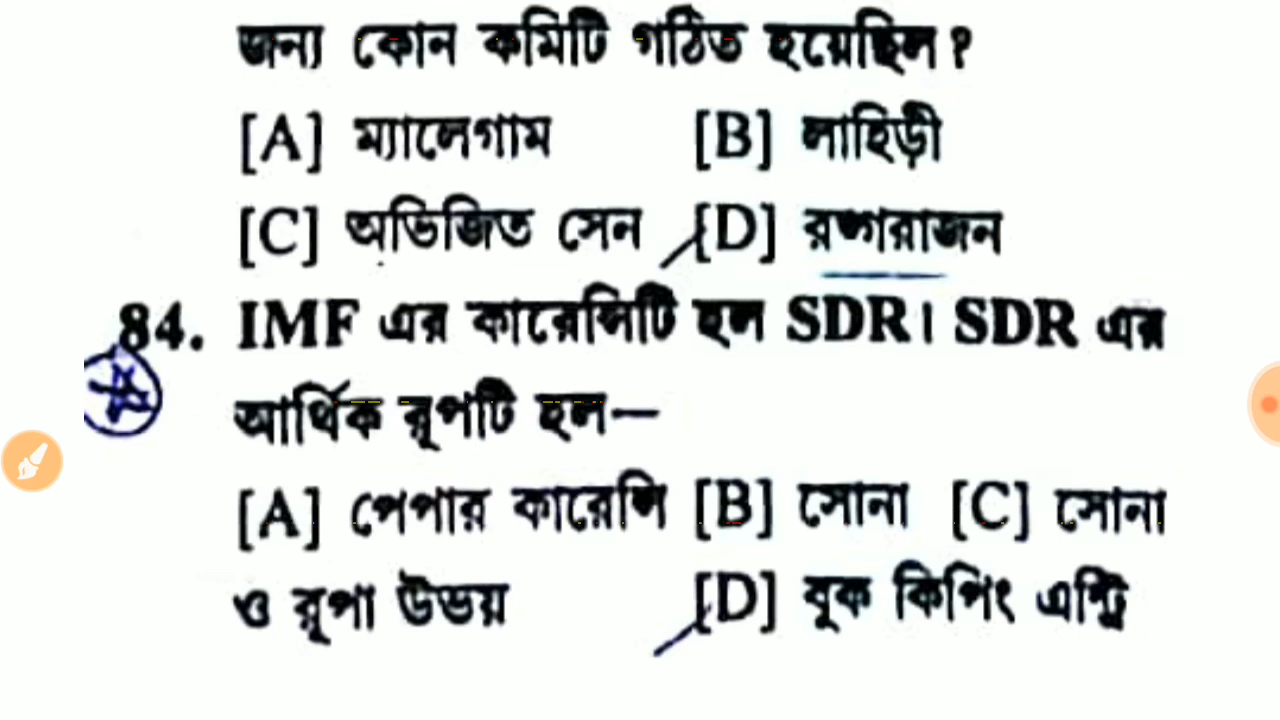 জন্য কোন কমিটি গঠিত হয়েছিল?
[A] ম্যালেগাম [B] লাহিড়ী
[C] অভিজিত সেন [D] রঙ্গরাজন
84. IMF এর কারেন্সিটি হল SDR। SDR এর
আর্থিক রূপটি হল—
[A] পেপার কারেন্সি [B] সোনা [C] সোনা
ও রূপা উভয় [D] বুক কিপিং এন্ট্রি